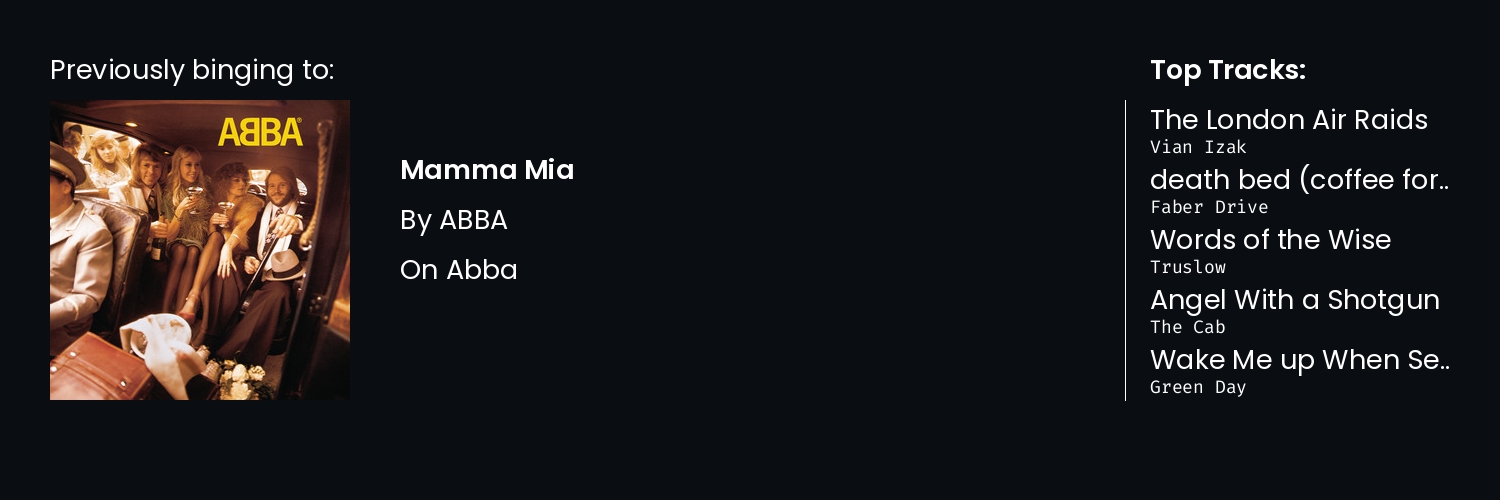 Previously binging to:
ABBA
Mamma Mia
By ABBA
On Abba
Top Tracks:
The London Air Raids
Vian Izak
death bed (coffee for..
Faber Drive
Words of the Wise
Truslow
Angel With a Shotgun
The Cab
Wake Me up When Se..
Green Day